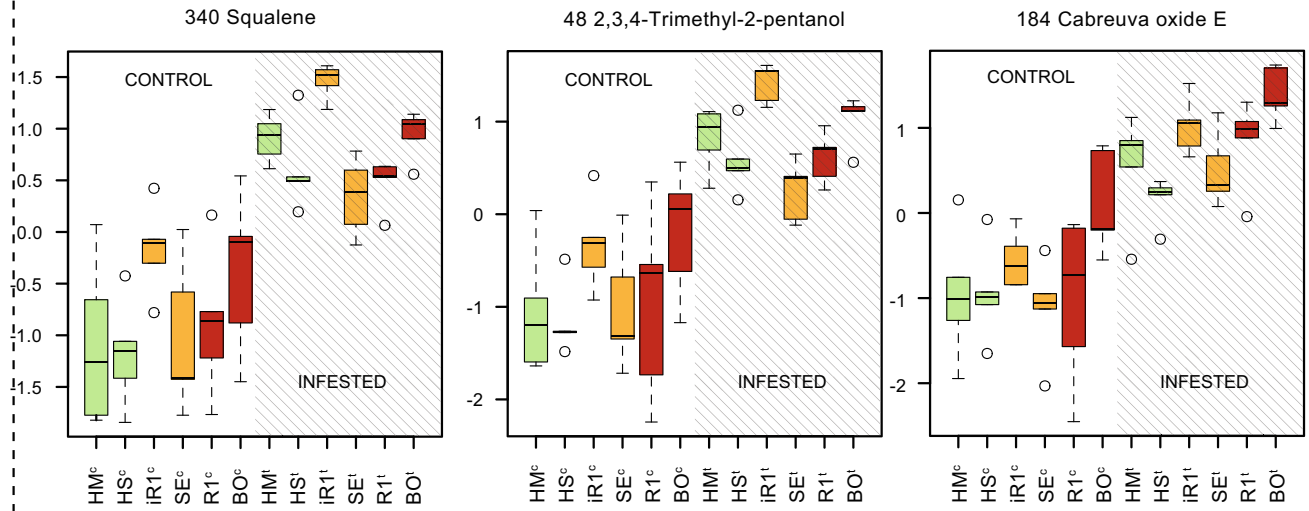 340 Squalene
48 2,3,4-Trimethyl-2-pentanol
184 Cabreuva oxide E
CONTROL
INFESTED
1.5
1.0
0.5
0.0
-0.5
-1.0
-1.5
HMᶜ HSᶜ iR1ᶜ SEᶜ R1ᶜ BOᶜ HMᵗ HSᵗ iR1ᵗ SEᵗ R1ᵗ BOᵗ
CONTROL
INFESTED
1
0
-1
-2
HMᶜ HSᶜ iR1ᶜ SEᶜ R1ᶜ BOᶜ HMᵗ HSᵗ iR1ᵗ SEᵗ R1ᵗ BOᵗ
CONTROL
INFESTED
1
0
-1
-2
HMᶜ HSᶜ iR1ᶜ SEᶜ R1ᶜ BOᶜ HMᵗ HSᵗ iR1ᵗ SEᵗ R1ᵗ BOᵗ